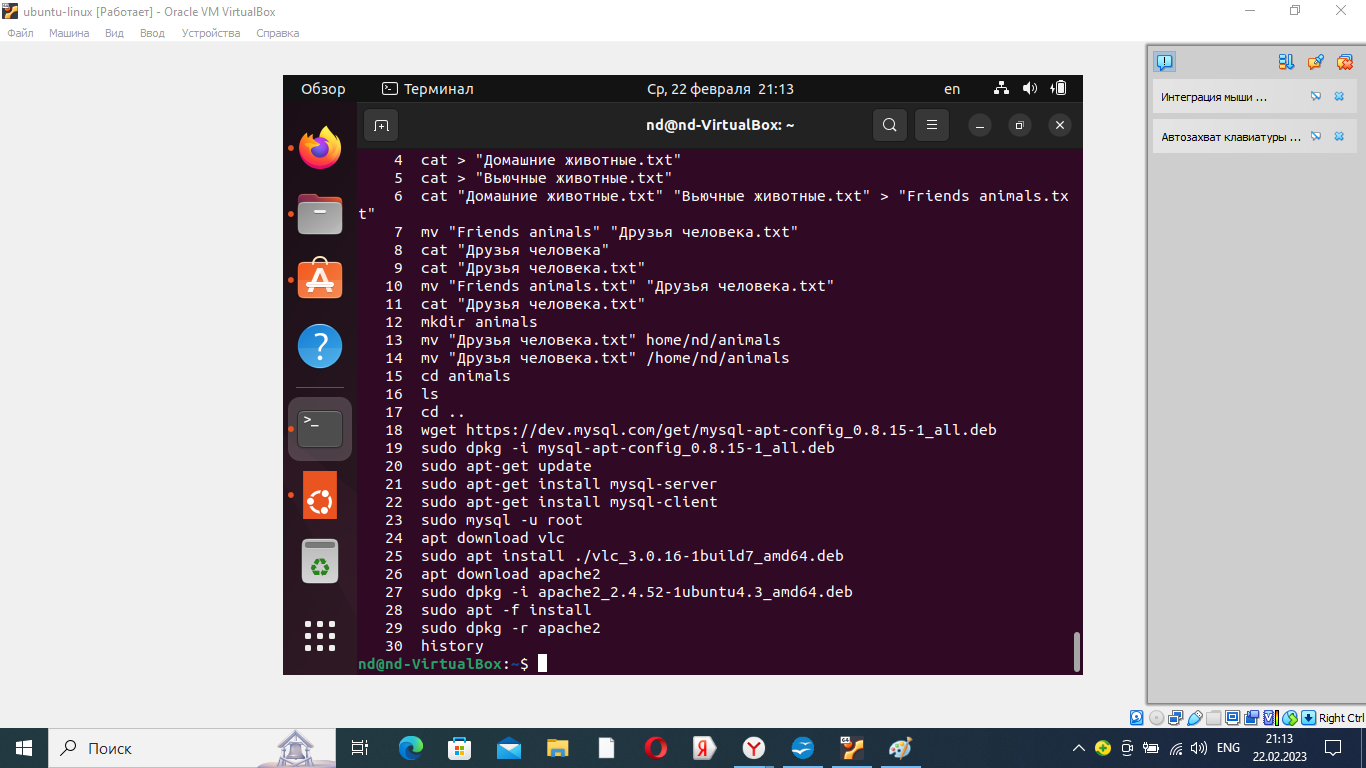 ubuntu-linux [Работает] - Oracle VM VirtualBox
Файл Машина Вид Ввод Устройства Справка
Обзор Терминал Ср, 22 февраля 21:13 en
nd@nd-VirtualBox: ~
4 cat > "Домашние животные.txt"
5 cat > "Вьючные животные.txt"
6 cat "Домашние животные.txt" "Вьючные животные.txt" > "Friends animals.tx
t"
7 mv "Friends animals" "Друзья человека.txt"
8 cat "Друзья человека"
9 cat "Друзья человека.txt"
10 mv "Friends animals.txt" "Друзья человека.txt"
11 cat "Друзья человека.txt"
12 mkdir animals
13 mv "Друзья человека.txt" home/nd/animals
14 mv "Друзья человека.txt" /home/nd/animals
15 cd animals
16 ls
17 cd ..
18 wget https://dev.mysql.com/get/mysql-apt-config_0.8.15-1_all.deb
19 sudo dpkg -i mysql-apt-config_0.8.15-1_all.deb
20 sudo apt-get update
21 sudo apt-get install mysql-server
22 sudo apt-get install mysql-client
23 sudo mysql -u root
24 apt download vlc
25 sudo apt install ./vlc_3.0.16-1build7_amd64.deb
26 apt download apache2
27 sudo dpkg -i apache2_2.4.52-1ubuntu4.3_amd64.deb
28 sudo apt -f install
29 sudo dpkg -r apache2
30 history
nd@nd-VirtualBox:~$
Интеграция мыши ...
Автозахват клавиатуры ...
Right Ctrl
Поиск
ENG
21:13
22.02.2023